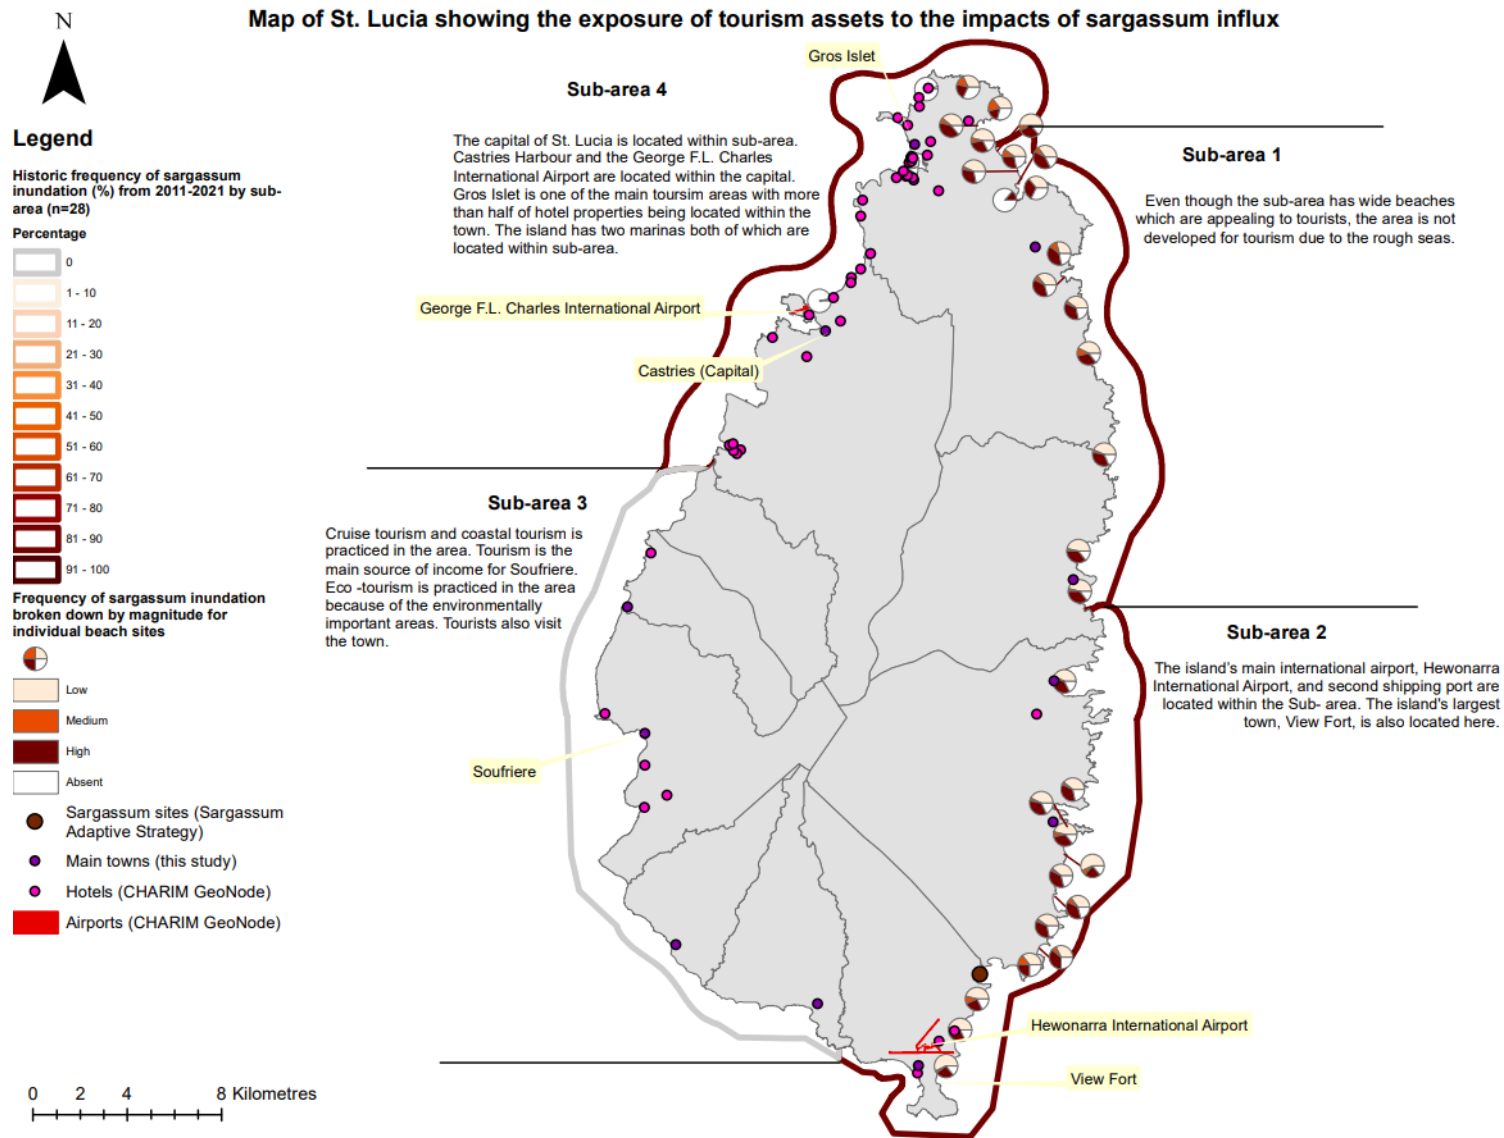 Map of St. Lucia showing the exposure of tourism assets to the impacts of sargassum influx
N
Legend
Historic frequency of sargassum
inundation (%) from 2011-2021 by sub-
area (n=28)
Percentage
0
1 - 10
11 - 20
21 - 30
31 - 40
41 - 50
51 - 60
61 - 70
71 - 80
81 - 90
91 - 100
Frequency of sargassum inundation
broken down by magnitude for
individual beach sites
Low
Medium
High
Absent
Sargassum sites (Sargassum
Adaptive Strategy)
Main towns (this study)
Hotels (CHARIM GeoNode)
Airports (CHARIM GeoNode)
0 2 4 8 Kilometres
Sub-area 4
The capital of St. Lucia is located within sub-area.
Castries Harbour and the George F.L. Charles
International Airport are located within the capital.
Gros Islet is one of the main toursim areas with more
than half of hotel properties being located within the
town. The island has two marinas both of which are
located within sub-area.
Gros Islet
George F.L. Charles International Airport
Castries (Capital)
Sub-area 1
Even though the sub-area has wide beaches
which are appealing to tourists, the area is not
developed for tourism due to the rough seas.
Sub-area 3
Cruise tourism and coastal tourism is
practiced in the area. Tourism is the
main source of income for Soufriere.
Eco -tourism is practiced in the area
because of the environmentally
important areas. Tourists also visit
the town.
Soufriere
Sub-area 2
The island's main international airport, Hewonarra
International Airport, and second shipping port are
located within the Sub- area. The island's largest
town, View Fort, is also located here.
Hewonarra International Airport
View Fort